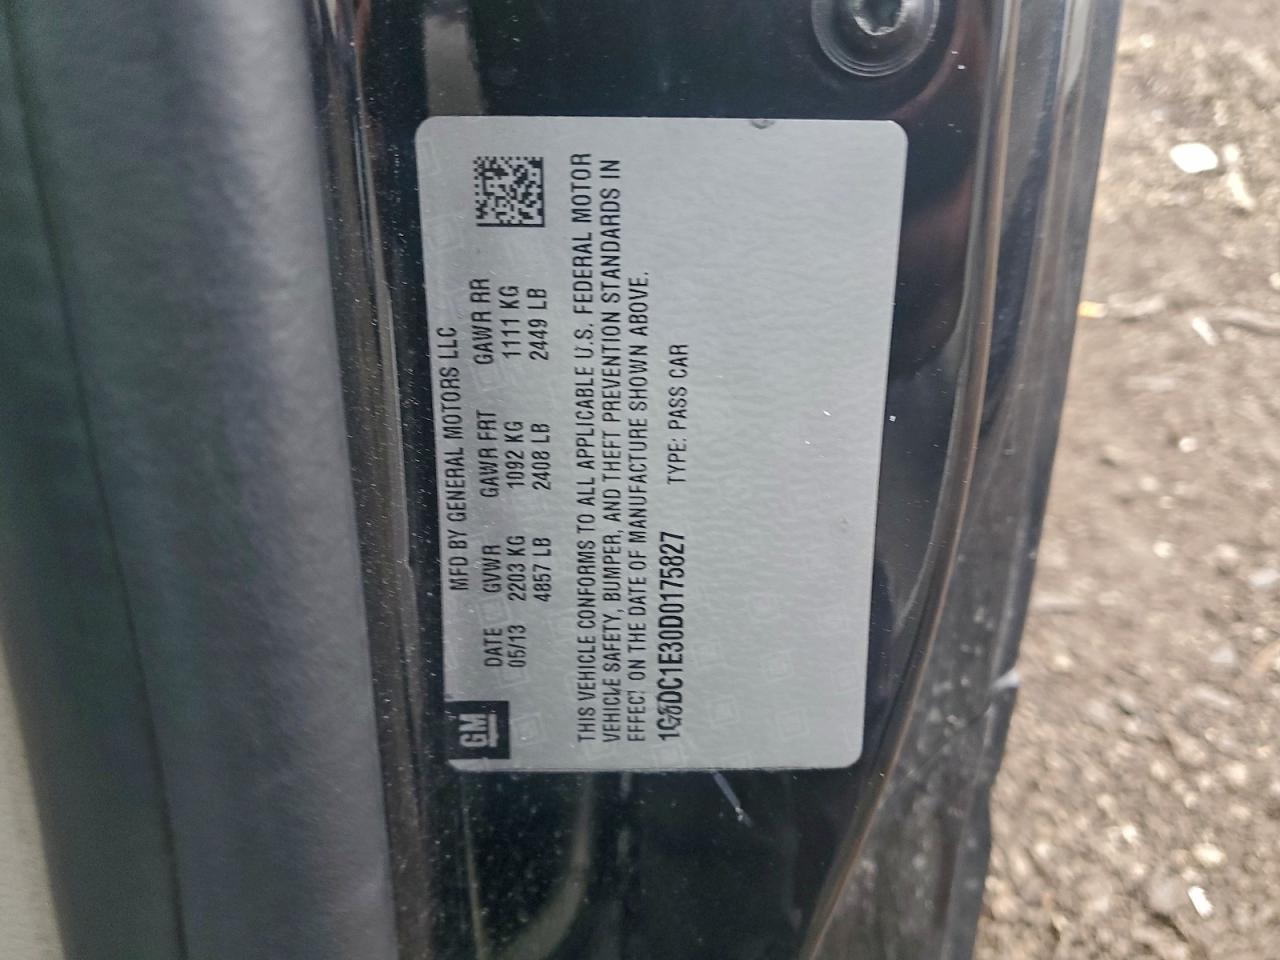 MFD BY GENERAL MOTORS LLC
GM
DATE GVWR GAWR FRT GAWR RR
05/13 2203 KG 1092 KG 1111 KG
4857 LB 2408 LB 2449 LB
THIS VEHICLE CONFORMS TO ALL APPLICABLE U.S. FEDERAL MOTOR
VEHICLE SAFETY, BUMPER, AND THEFT PREVENTION STANDARDS IN
EFFECT ON THE DATE OF MANUFACTURE SHOWN ABOVE.
1G6DC1E30D0175827 TYPE: PASS CAR